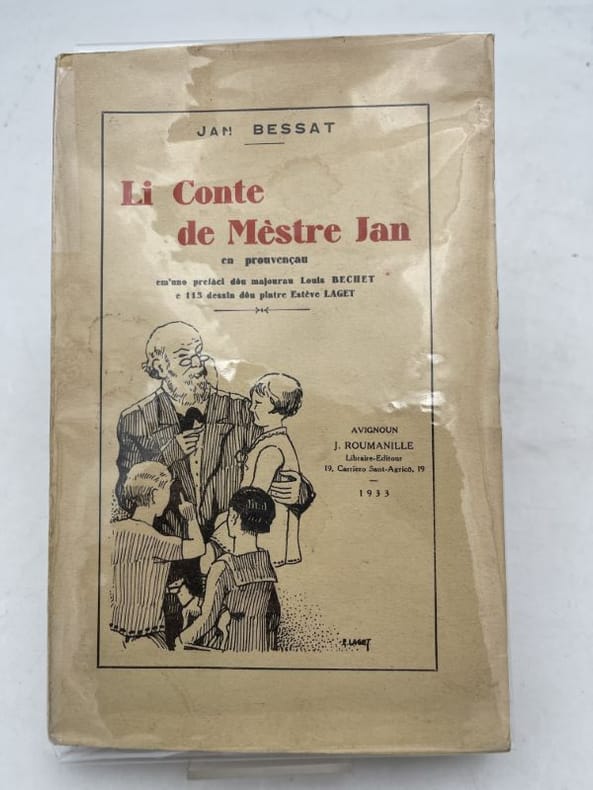 JAN BESSAT
Li Conte
de Mèstre Jan
en prouvençau
em'uno prefàci dóu majourau Louis BECHET
e 115 dessin dóu pintre Estève LAGET
AVIGNOUN
J. ROUMANILLE
Libraire-Editour
19, Carriero Sant-Agricò, 19
1933
E. LAGET